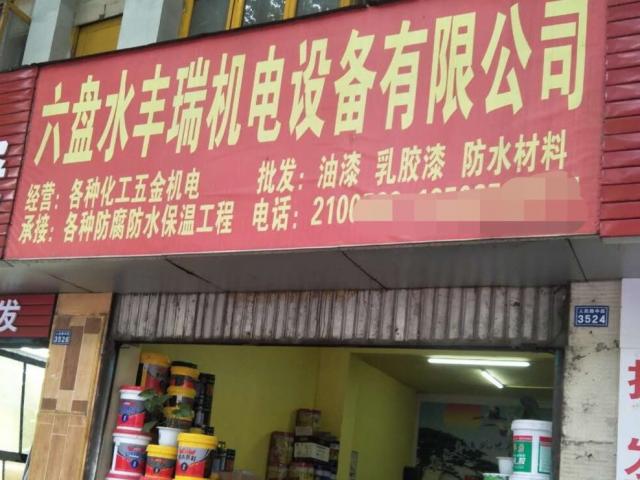 六盘水丰瑞机电设备有限公司
经营：各种化工五金机电 批发：油漆 乳胶漆 防水材料
承接：各种防腐防水保温工程 电话：2100
发
3526
3524